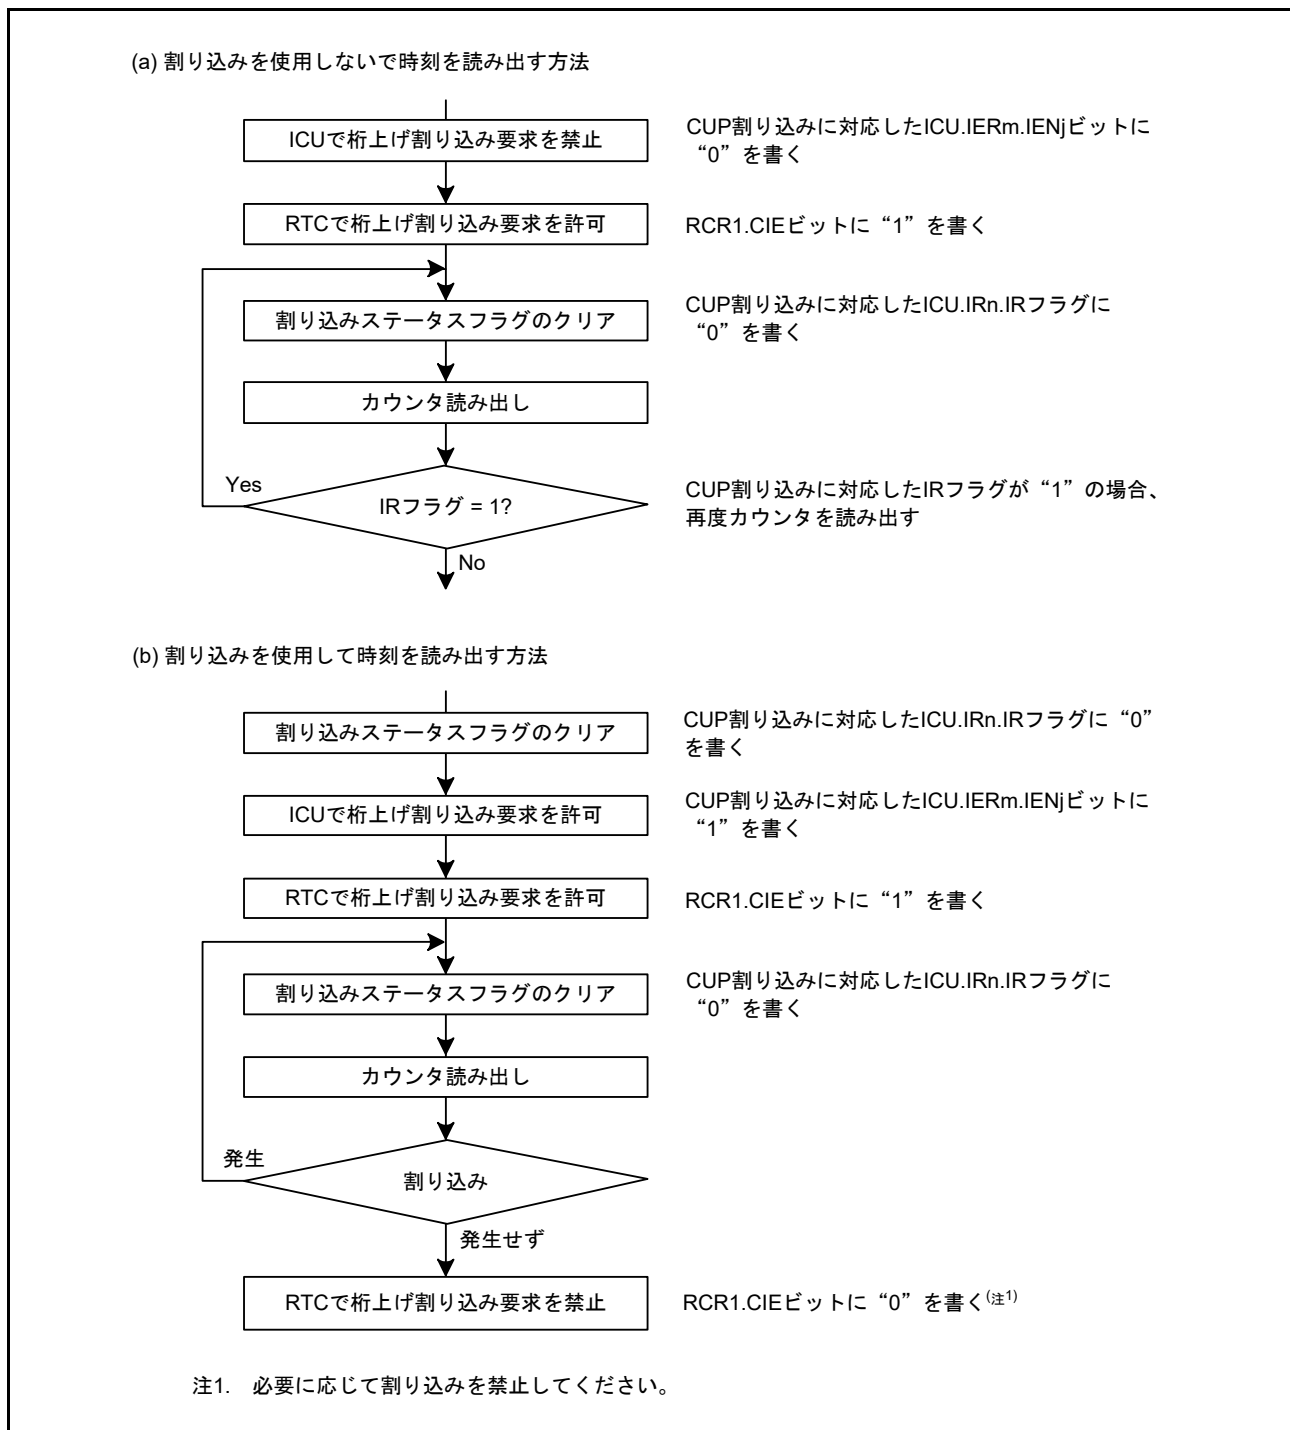 (a) 割り込みを使用しないで時刻を読み出す方法
ICUで桁上げ割り込み要求を禁止
CUP割り込みに対応したICU.IERm.IENjビットに
“0”を書く
RTCで桁上げ割り込み要求を許可
RCR1.CIEビットに“1”を書く
割り込みステータスフラグのクリア
CUP割り込みに対応したICU.IRn.IRフラグに
“0”を書く
カウンタ読み出し
Yes
IRフラグ = 1?
CUP割り込みに対応したIRフラグが“1”の場合、
再度カウンタを読み出す
No
(b) 割り込みを使用して時刻を読み出す方法
割り込みステータスフラグのクリア
CUP割り込みに対応したICU.IRn.IRフラグに“0”
を書く
ICUで桁上げ割り込み要求を許可
CUP割り込みに対応したICU.IERm.IENjビットに
“1”を書く
RTCで桁上げ割り込み要求を許可
RCR1.CIEビットに“1”を書く
割り込みステータスフラグのクリア
CUP割り込みに対応したICU.IRn.IRフラグに
“0”を書く
カウンタ読み出し
発生
割り込み
発生せず
RTCで桁上げ割り込み要求を禁止
RCR1.CIEビットに“0”を書く(注1)
注1. 必要に応じて割り込みを禁止してください。